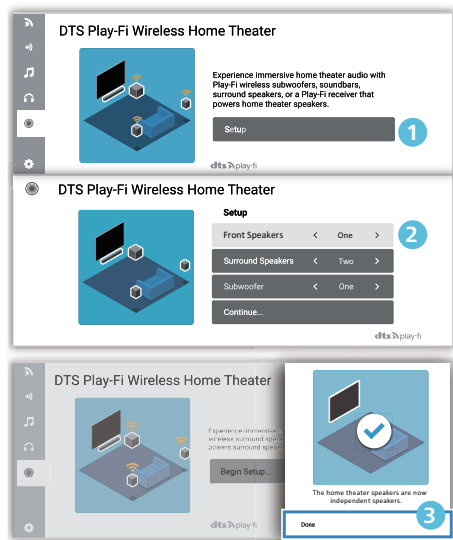 DTS Play-Fi Wireless Home Theater
Experience immersive home theater audio with
Play-Fi wireless subwoofers, soundbars,
surround speakers, or a Play-Fi receiver that
powers home theater speakers.
Setup
1
dts play-fi
DTS Play-Fi Wireless Home Theater
Setup
Front Speakers < One >
2
Surround Speakers < Two >
Subwoofer < One >
Continue...
dts play-fi
DTS Play-Fi Wireless Home Theater
Experience immersive
wireless surround
powers surround
Begin Setup...
dts play-fi
The home theater speakers are now
independent speakers.
3
Done